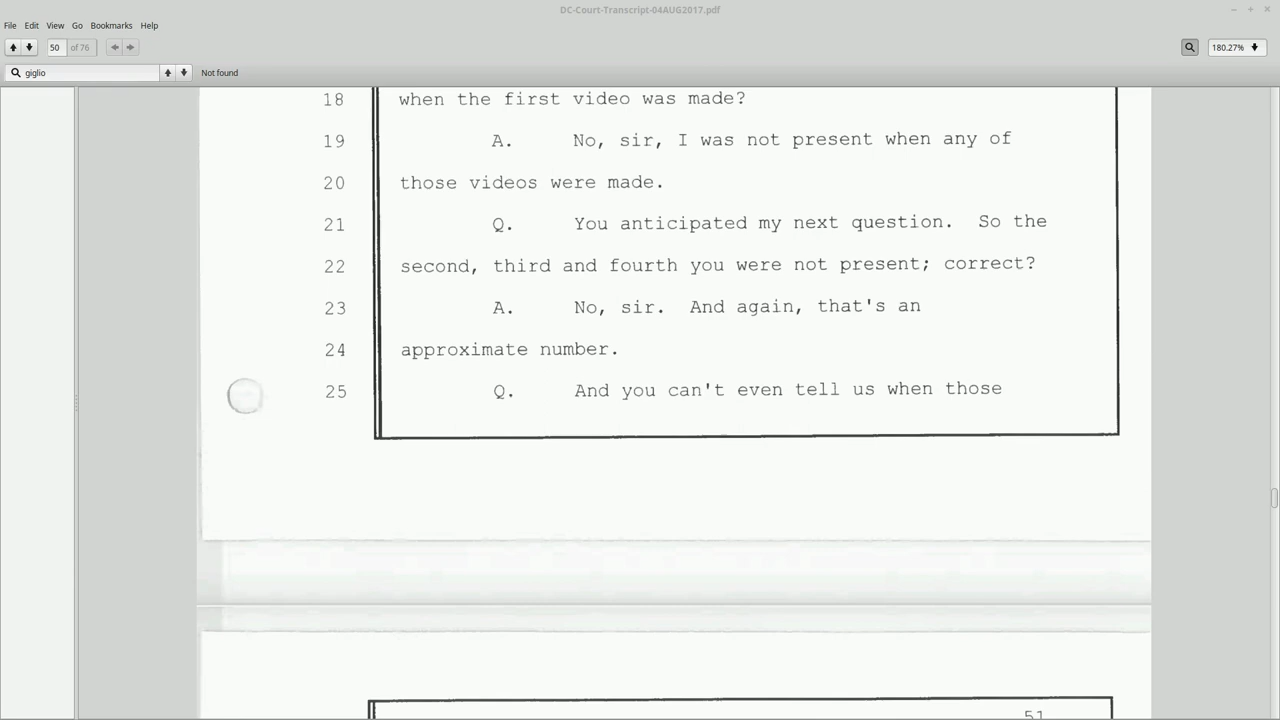 DC-Court-Transcript-04AUG2017.pdf
File Edit View Go Bookmarks Help
50 of 76 180.27%
giglio Not found
18 when the first video was made?
19 A. No, sir, I was not present when any of
20 those videos were made.
21 Q. You anticipated my next question. So the
22 second, third and fourth you were not present; correct?
23 A. No, sir. And again, that's an
24 approximate number.
25 Q. And you can't even tell us when those
51